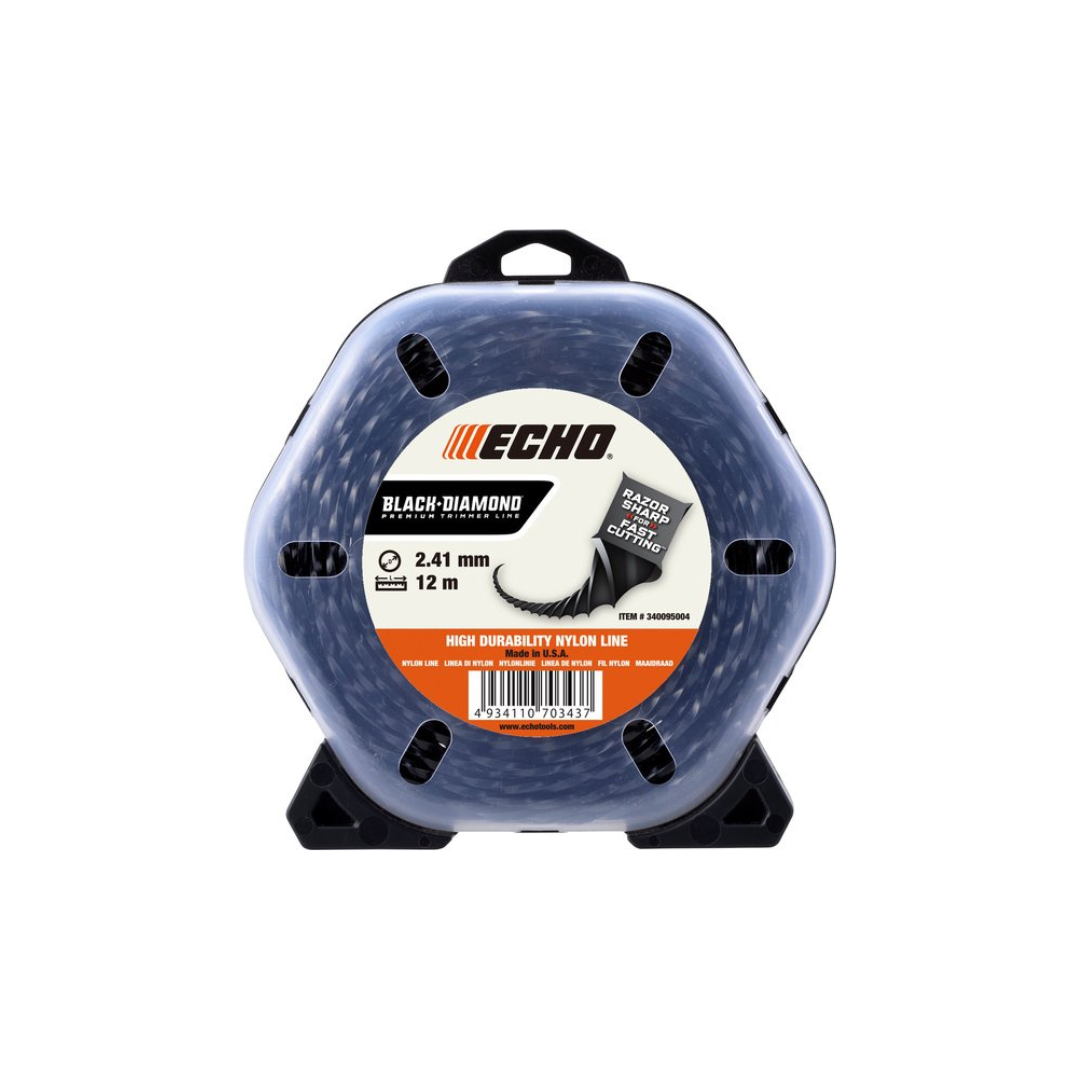 ECHO®
BLACK♦DIAMOND
PREMIUM TRIMMER LINE
RAZOR
SHARP
FOR
FAST
CUTTING™
2.41 mm
L
12 m
ITEM # 340095004
HIGH DURABILITY NYLON LINE
Made in U.S.A.
NYLON LINE LINEA DI NYLON NYLONLINIE LINEA DE NYLON FIL NYLON MAAIDRAAD
4 934110 703437
www.echotools.com